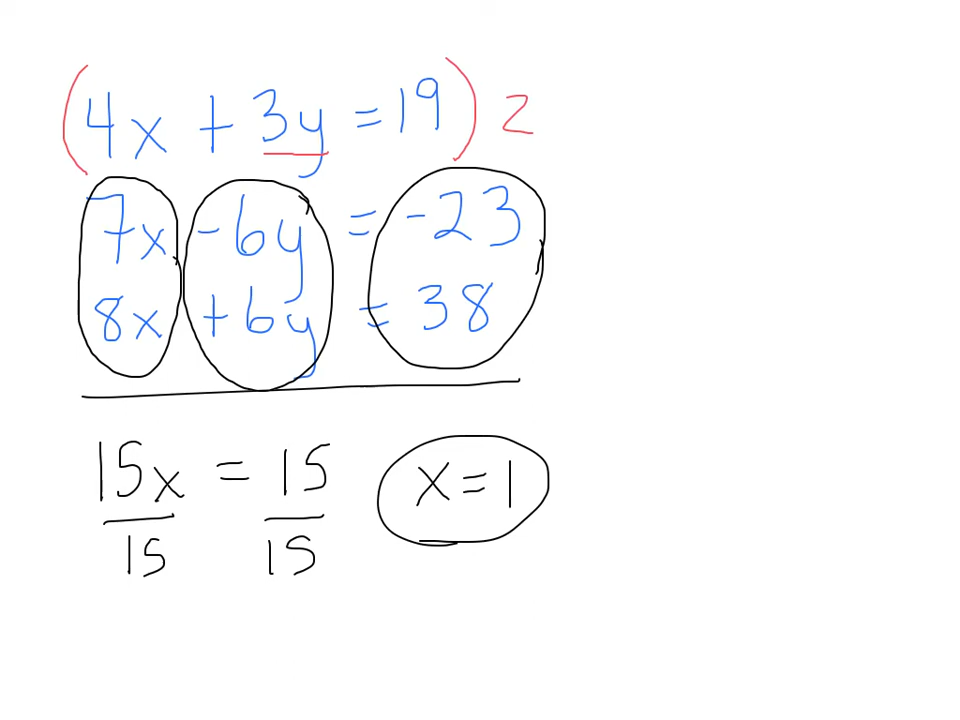 (4x + 3y = 19) 2
7x - 6y = -23
8x + 6y = 38
15x = 15 x = 1
15 15